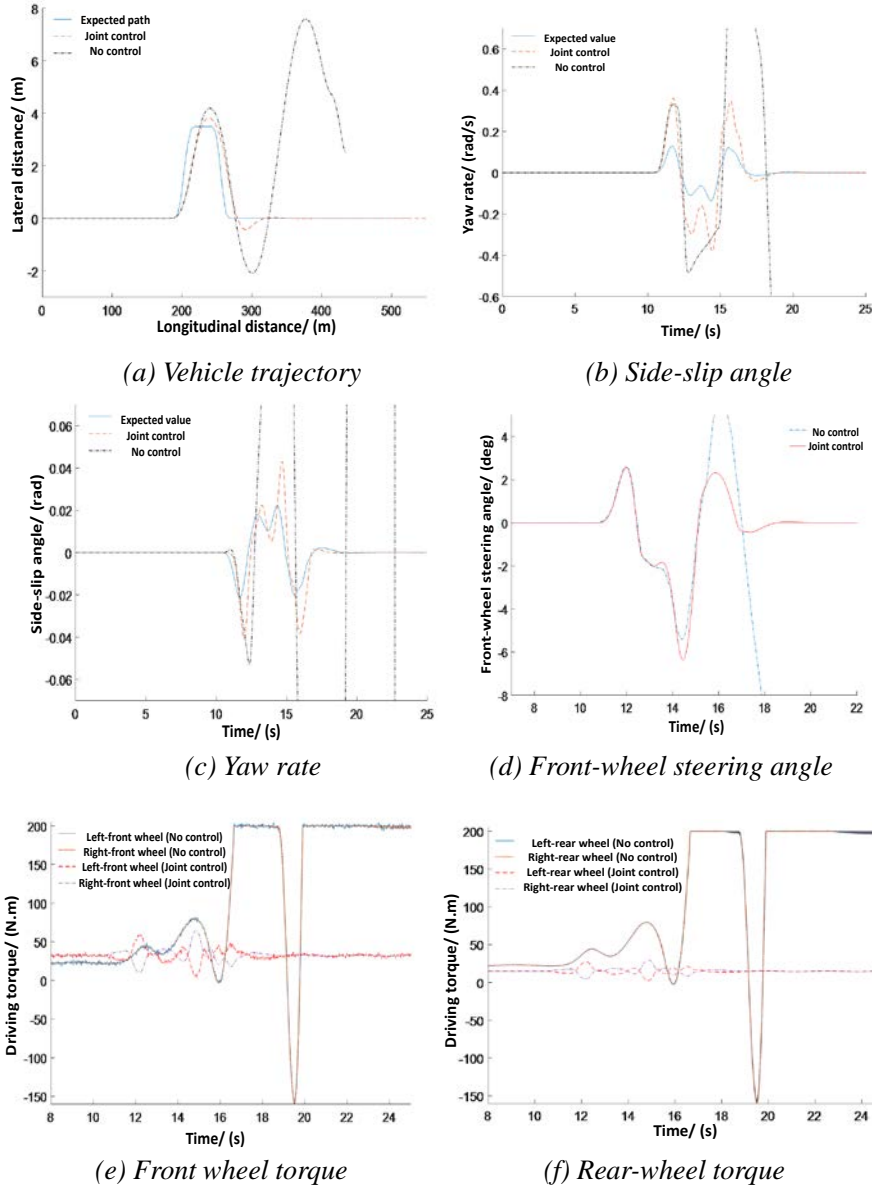 8
Expected path
Joint control
No control
6
4
2
0
-2
Lateral distance/ (m)
0 100 200 300 400 500
Longitudinal distance/ (m)
(a) Vehicle trajectory
Expected value
Joint control
No control
0.6
0.4
0.2
0
-0.2
-0.4
-0.6
Yaw rate/ (rad/s)
0 5 10 15 20 25
Time/ (s)
(b) Side-slip angle
Expected value
Joint control
No control
0.06
0.04
0.02
0
-0.02
-0.04
-0.06
Side-slip angle/ (rad)
0 5 10 15 20 25
Time/ (s)
(c) Yaw rate
No control
Joint control
4
2
0
-2
-4
-6
-8
Front-wheel steering angle/ (deg)
8 10 12 14 16 18 20 22
Time/ (s)
(d) Front-wheel steering angle
Left-front wheel (No control)
Right-front wheel (No control)
Left-front wheel (Joint control)
Right-front wheel (Joint control)
200
150
100
50
0
-50
-100
-150
Driving torque/ (N.m)
8 10 12 14 16 18 20 22 24
Time/ (s)
(e) Front wheel torque
Left-rear wheel (No control)
Right-rear wheel (No control)
Left-rear wheel (Joint control)
Right-rear wheel (Joint control)
200
150
100
50
0
-50
-100
-150
Driving torque/ (N.m)
8 10 12 14 16 18 20 22 24
Time/ (s)
(f) Rear-wheel torque